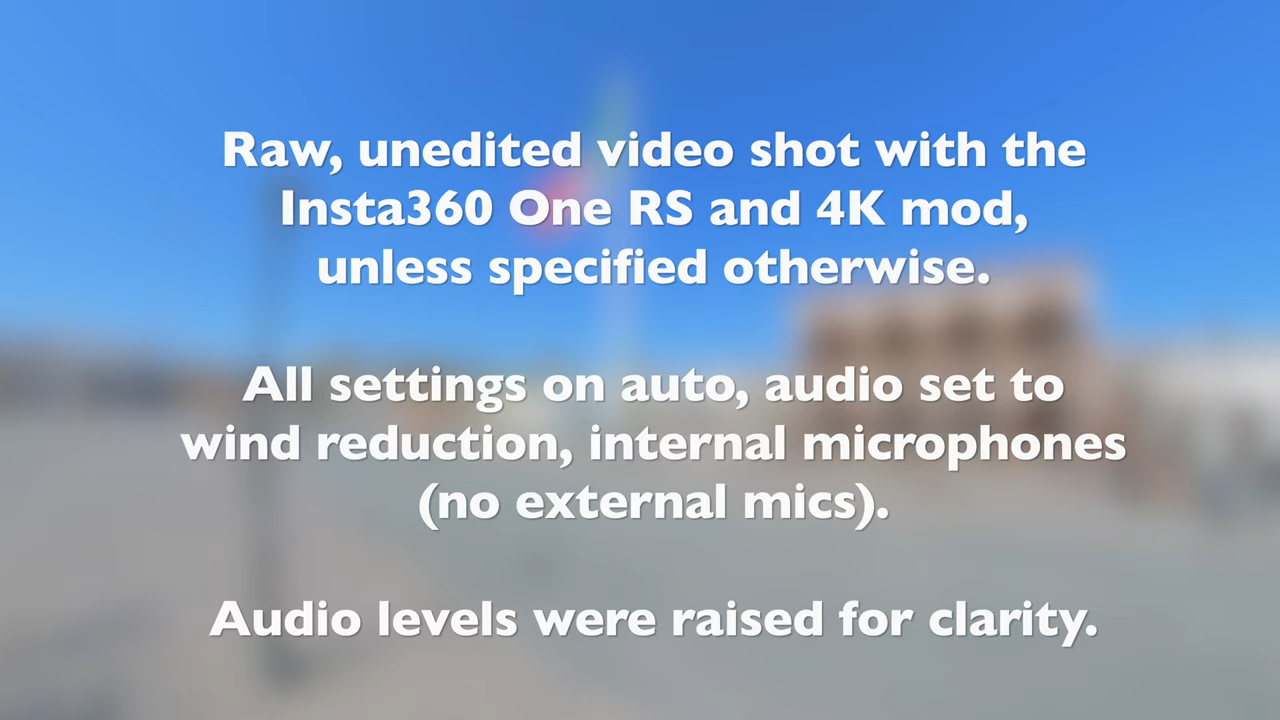 Raw, unedited video shot with the
Insta360 One RS and 4K mod,
unless specified otherwise.
All settings on auto, audio set to
wind reduction, internal microphones
(no external mics).
Audio levels were raised for clarity.